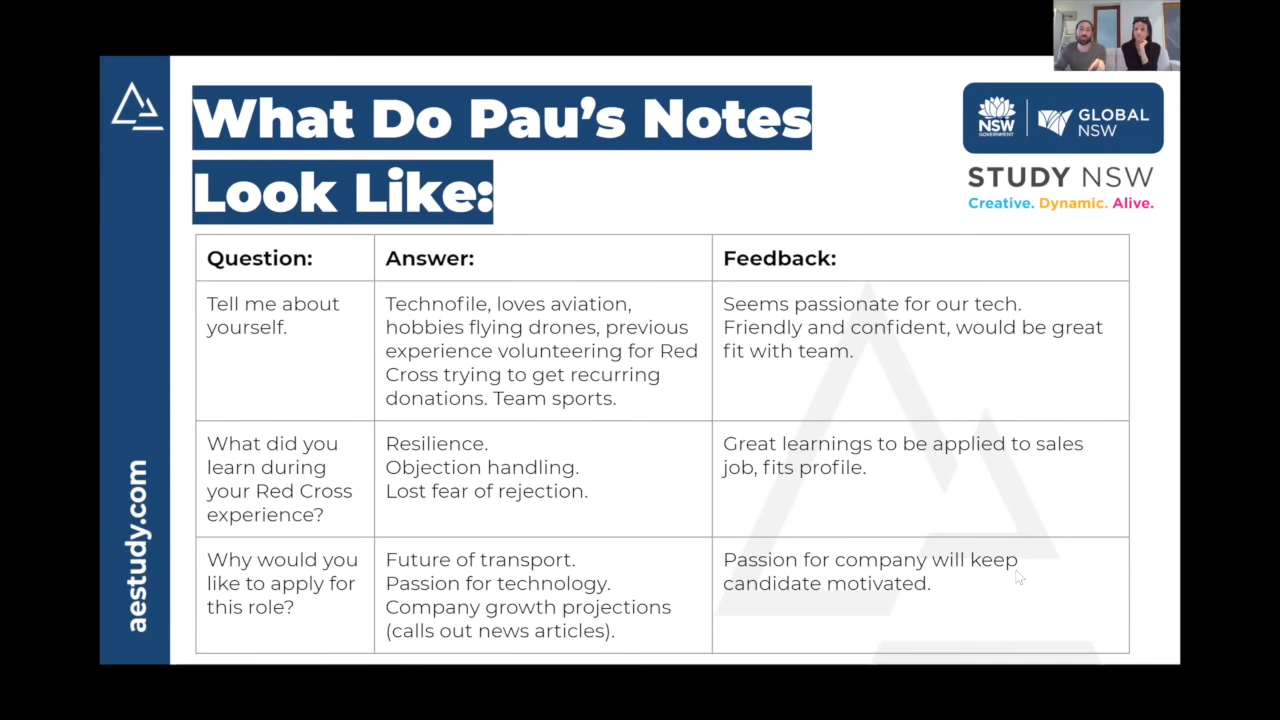 What Do Pau's Notes
Look Like:
NSW
GOVERNMENT
GLOBAL
NSW
STUDY NSW
Creative. Dynamic. Alive.
aestudy.com
Question:
Answer:
Feedback:
Tell me about
yourself.
Technofile, loves aviation,
hobbies flying drones, previous
experience volunteering for Red
Cross trying to get recurring
donations. Team sports.
Seems passionate for our tech.
Friendly and confident, would be great
fit with team.
What did you
learn during
your Red Cross
experience?
Resilience.
Objection handling.
Lost fear of rejection.
Great learnings to be applied to sales
job, fits profile.
Why would you
like to apply for
this role?
Future of transport.
Passion for technology.
Company growth projections
(calls out news articles).
Passion for company will keep
candidate motivated.